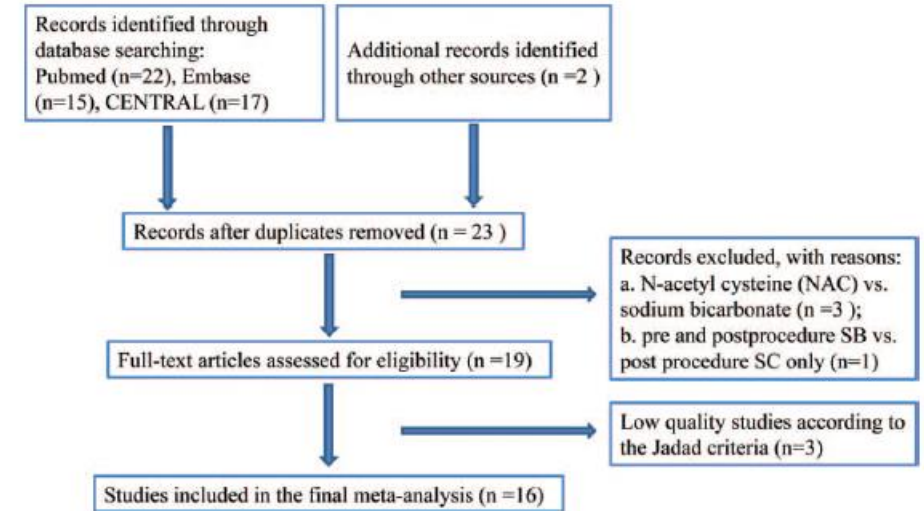 Records identified through
database searching:
Pubmed (n=22), Embase
(n=15), CENTRAL (n=17)
Additional records identified
through other sources (n =2 )
Records after duplicates removed (n = 23 )
Records excluded, with reasons:
a. N-acetyl cysteine (NAC) vs.
sodium bicarbonate (n =3 );
b. pre and postprocedure SB vs.
post procedure SC only (n=1)
Full-text articles assessed for eligibility (n =19)
Low quality studies according to
the Jadad criteria (n=3)
Studies included in the final meta-analysis (n =16)